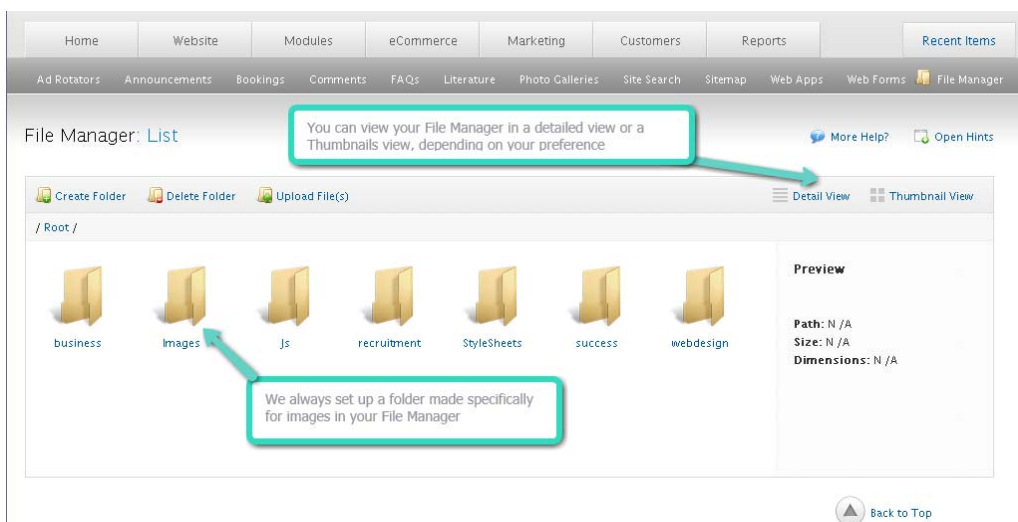 Home Website Modules eCommerce Marketing Customers Reports Recent Items
Ad Rotators Announcements Bookings Comments FAQs Literature Photo Galleries Site Search Sitemap Web Apps Web Forms File Manager
File Manager: List
You can view your File Manager in a detailed view or a
Thumbnails view, depending on your preference
More Help? Open Hints
Create Folder Delete Folder Upload File(s) Detail View Thumbnail View
/ Root /
business Images Js recruitment StyleSheets success webdesign
Preview
Path: N /A
Size: N /A
Dimensions: N /A
We always set up a folder made specifically
for images in your File Manager
Back to Top